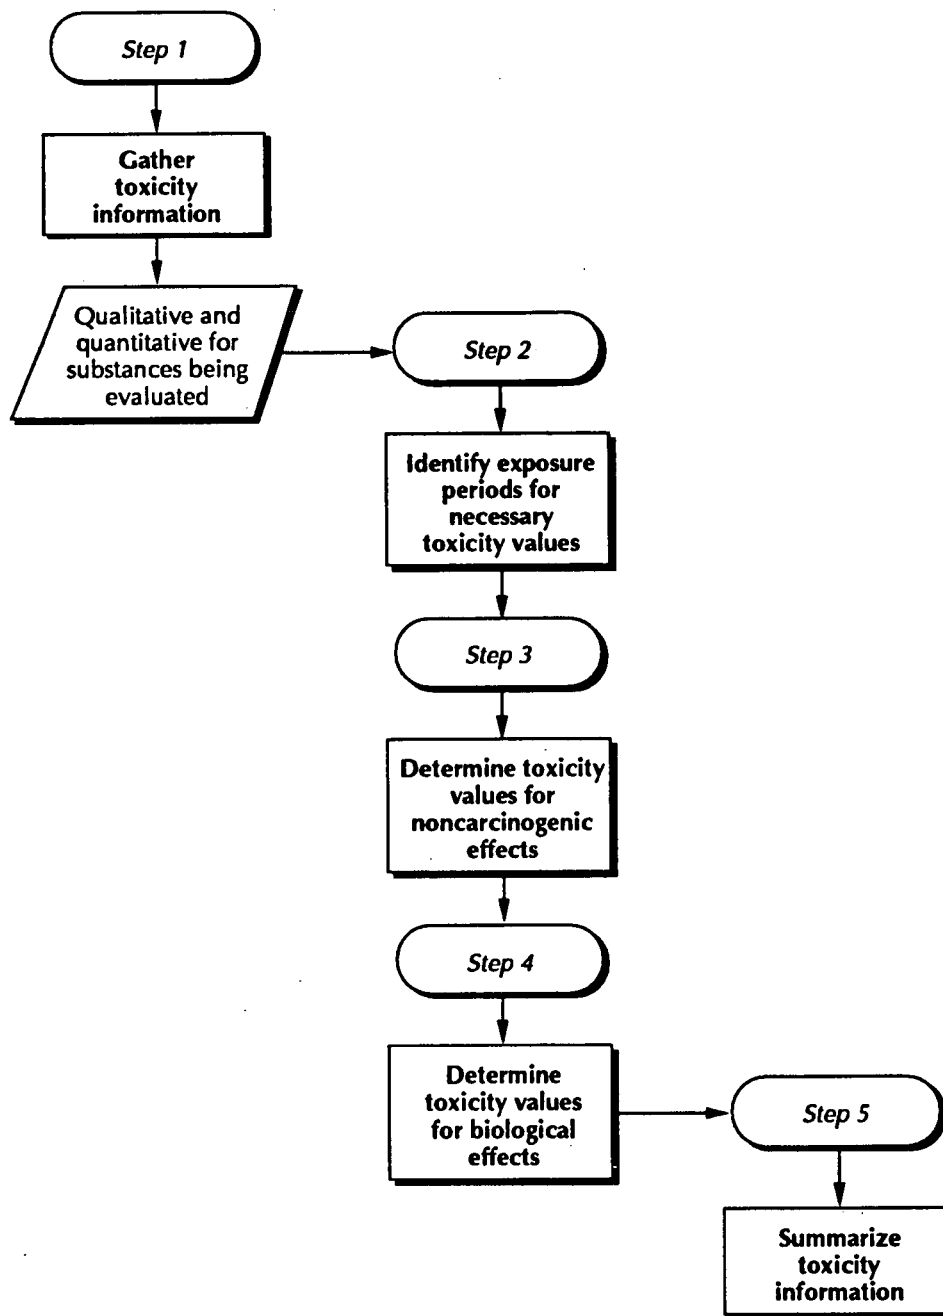 Step 1
Gather
toxicity
information
Qualitative and
quantitative for
substances being
evaluated
Step 2
Identify exposure
periods for
necessary
toxicity values
Step 3
Determine toxicity
values for
noncarcinogenic
effects
Step 4
Determine
toxicity values
for biological
effects
Step 5
Summarize
toxicity
information